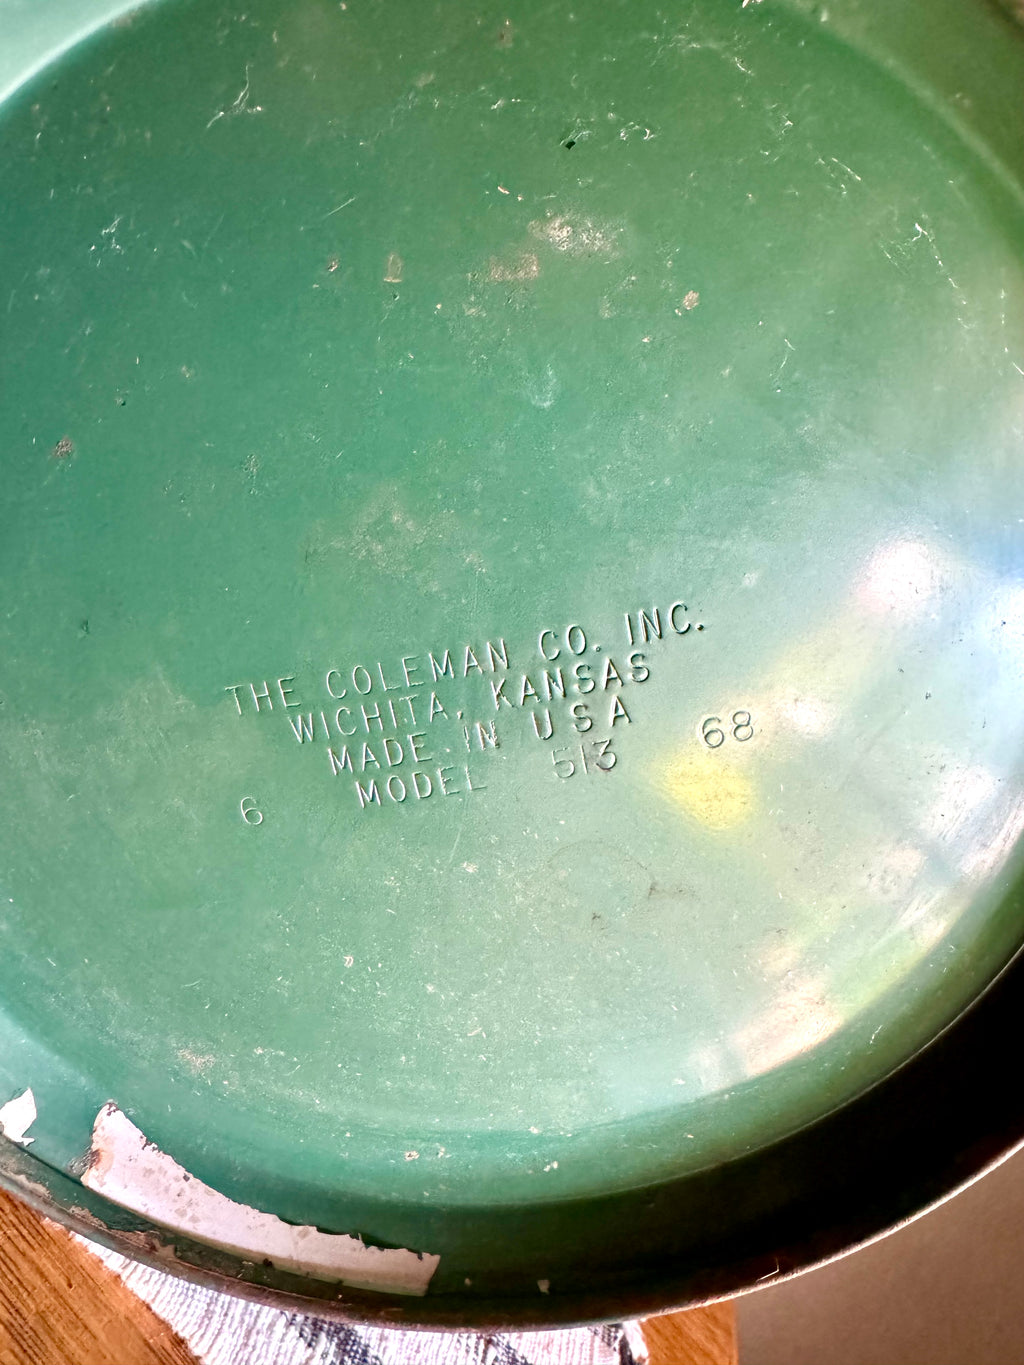 THE COLEMAN CO. INC.
WICHITA, KANSAS
MADE IN USA
6 MODEL 513 68